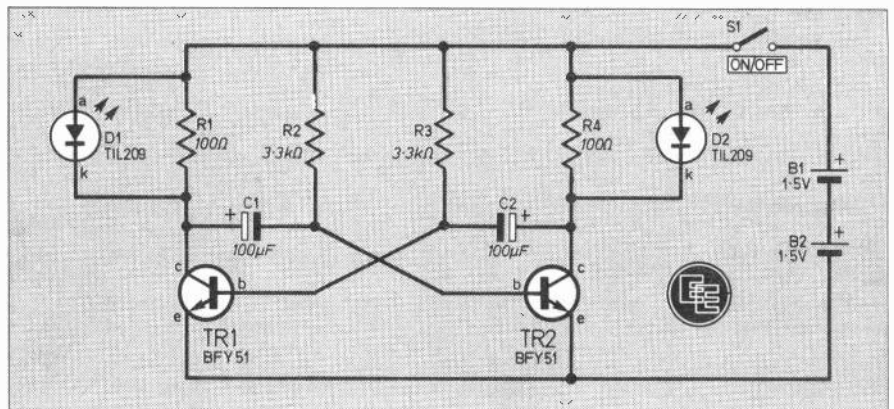 S1
ON/OFF
a
D1
TIL209
k
R1
100Ω
R2
3·3kΩ
R3
3·3kΩ
R4
100Ω
a
D2
TIL209
k
B1
1·5V
+
B2
1·5V
+
+
C1
100µF
C2
+
100µF
c
b
e
TR1
BFY51
c
b
e
TR2
BFY51
EE